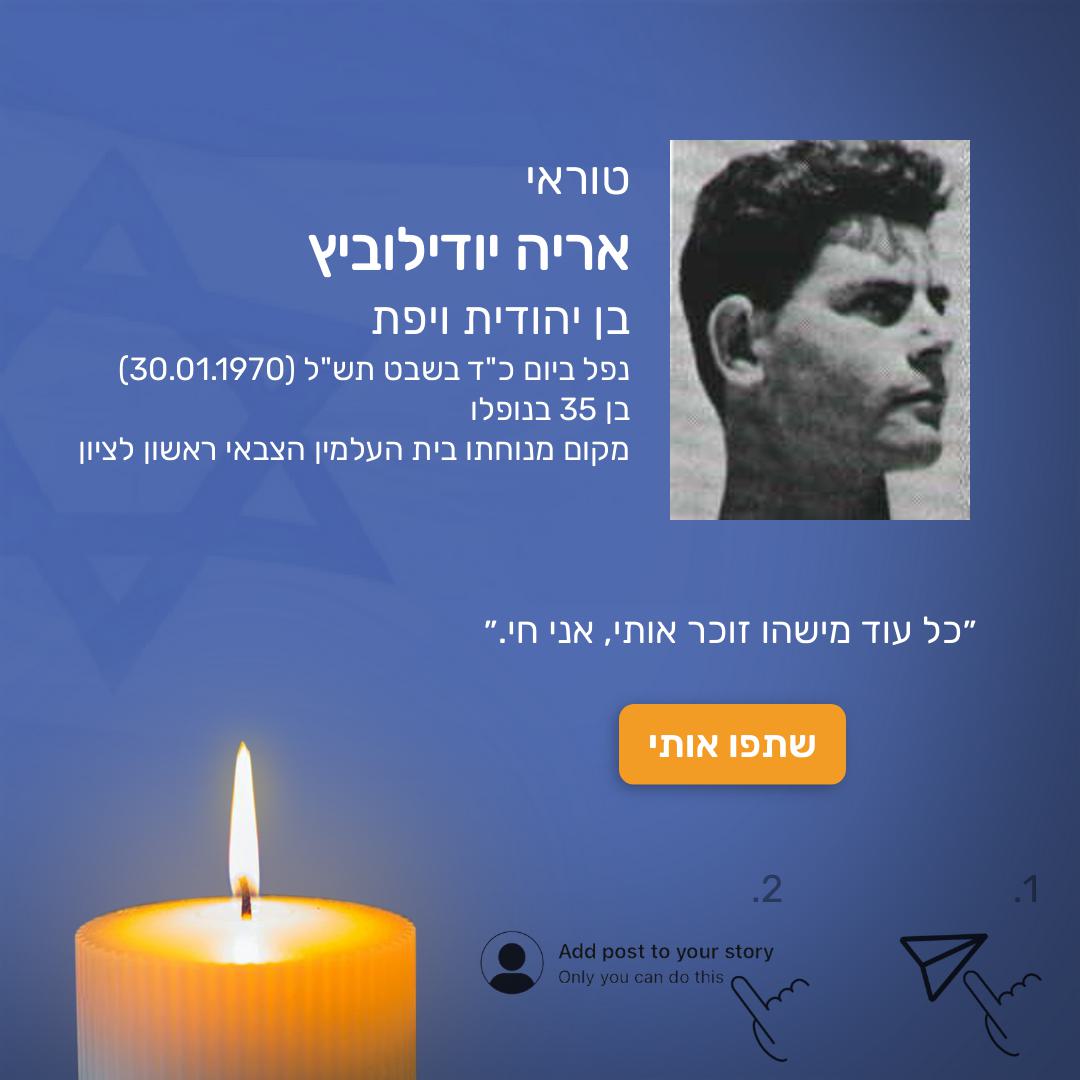 טוראי
אריה יודילוביץ
בן יהודית ויפת
נפל ביום כ"ד בשבט תש"ל (30.01.1970)
בן 35 בנופלו
מקום מנוחתו בית העלמין הצבאי ראשון לציון
״כל עוד מישהו זוכר אותי, אני חי.״
שתפו אותי
1.
2.
Add post to your story
Only you can do this